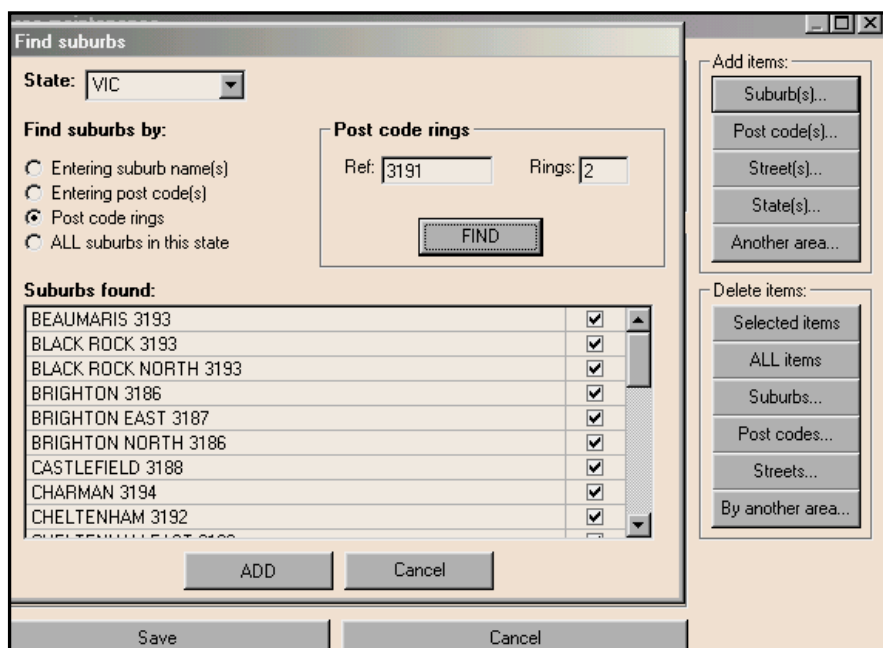 Find suburbs
State: VIC
Find suburbs by:
Entering suburb name(s)
Entering post code(s)
Post code rings
ALL suburbs in this state
Post code rings
Ref: 3191 Rings: 2
FIND
Suburbs found:
BEAUMARIS 3193
BLACK ROCK 3193
BLACK ROCK NORTH 3193
BRIGHTON 3186
BRIGHTON EAST 3187
BRIGHTON NORTH 3186
CASTLEFIELD 3188
CHARMAN 3194
CHELTENHAM 3192
ADD Cancel
Save Cancel
Add items:
Suburb(s)...
Post code(s)...
Street(s)...
State(s)...
Another area...
Delete items:
Selected items
ALL items
Suburbs...
Post codes...
Streets...
By another area...